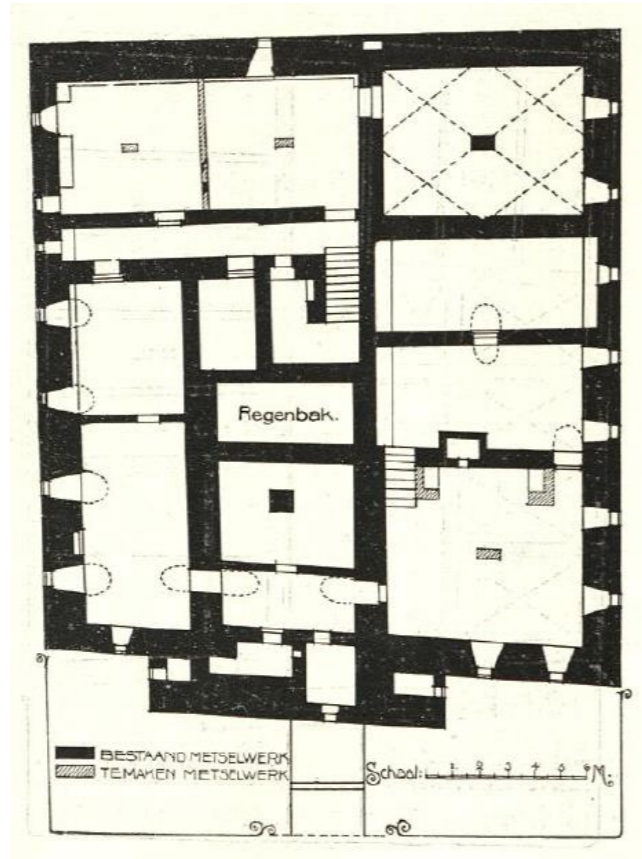 Regenbak.
BESTAAND METSELWERK
TE MAKEN METSELWERK
Schaal: 1 2 3 4 5 6 M.